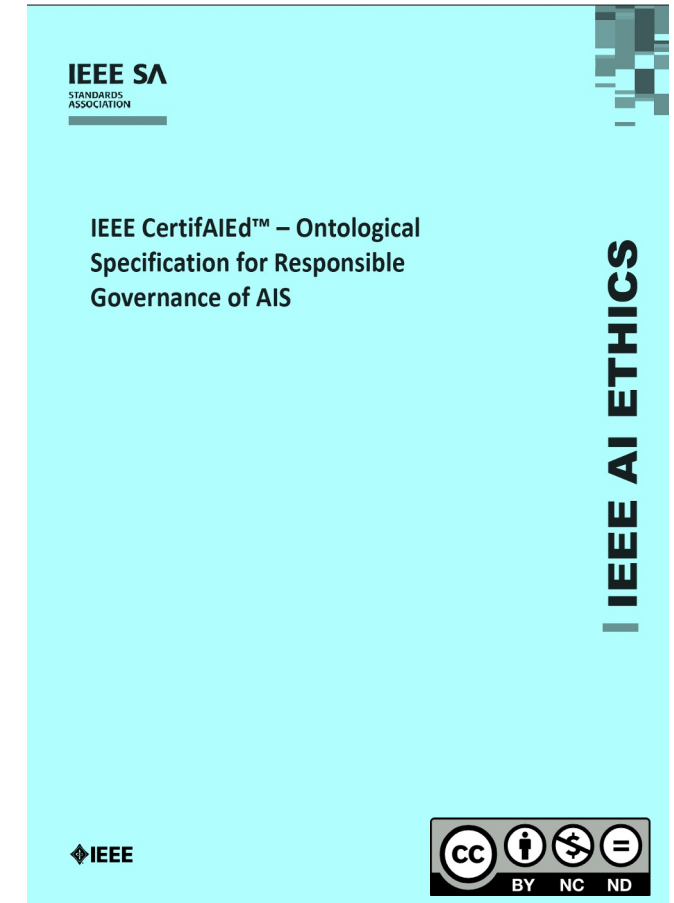 IEEE SA
STANDARDS
ASSOCIATION
IEEE CertifAIEd™ – Ontological
Specification for Responsible
Governance of AIS
IEEE AI ETHICS
IEEE
CC
BY NC ND